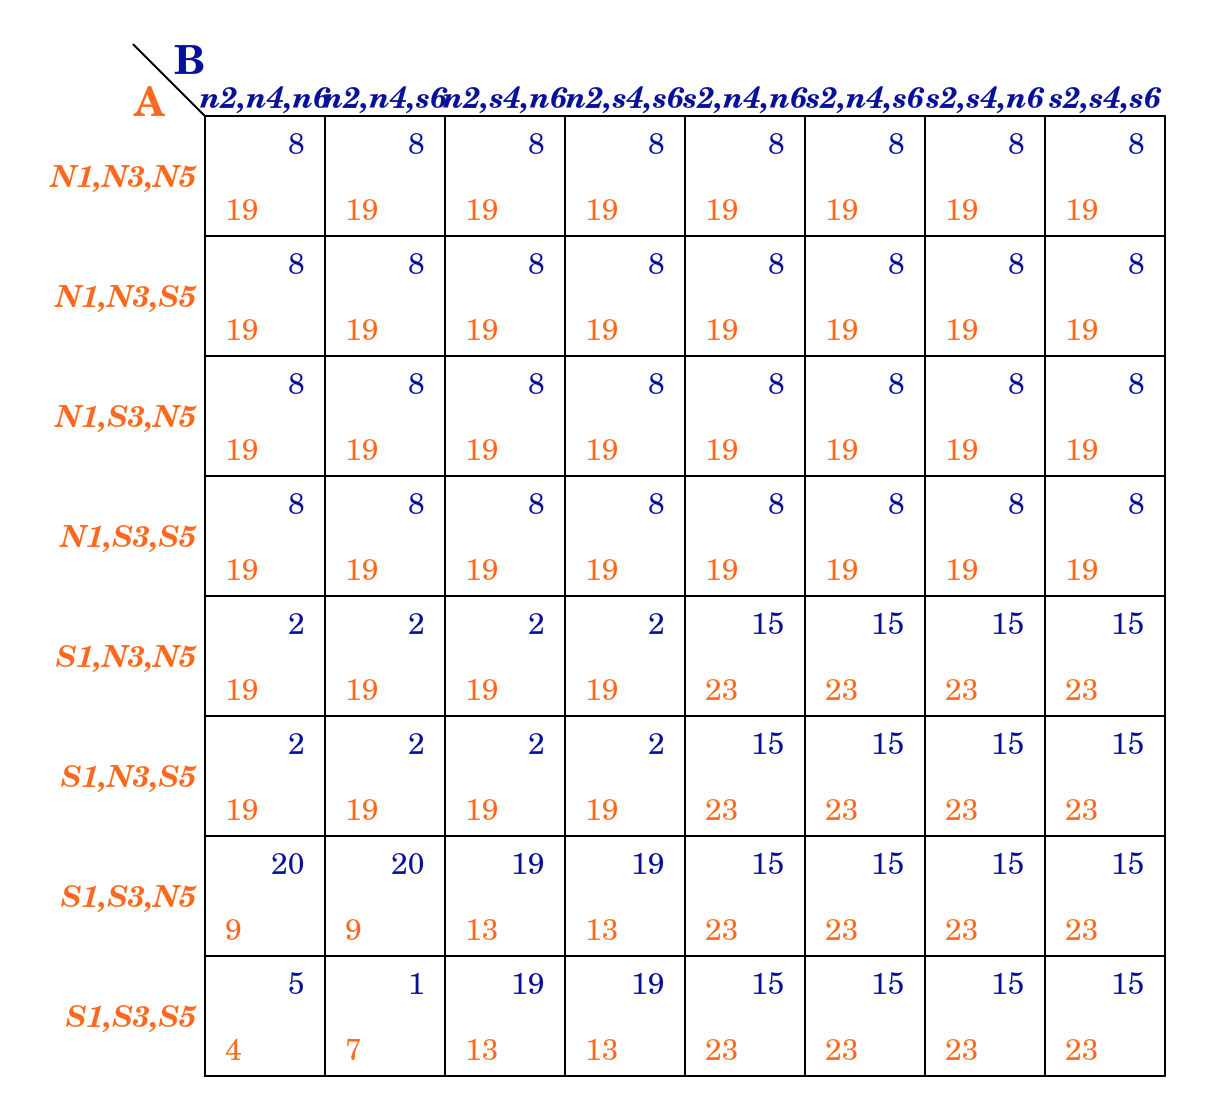 B
A
n2,n4,n6 n2,n4,s6 n2,s4,n6 n2,s4,s6 s2,n4,n6 s2,n4,s6 s2,s4,n6 s2,s4,s6
8 8 8 8 8 8 8 8
N1,N3,N5
19 19 19 19 19 19 19 19
8 8 8 8 8 8 8 8
N1,N3,S5
19 19 19 19 19 19 19 19
8 8 8 8 8 8 8 8
N1,S3,N5
19 19 19 19 19 19 19 19
8 8 8 8 8 8 8 8
N1,S3,S5
19 19 19 19 19 19 19 19
2 2 2 2 15 15 15 15
S1,N3,N5
19 19 19 19 23 23 23 23
2 2 2 2 15 15 15 15
S1,N3,S5
19 19 19 19 23 23 23 23
20 20 19 19 15 15 15 15
S1,S3,N5
9 9 13 13 23 23 23 23
5 1 19 19 15 15 15 15
S1,S3,S5
4 7 13 13 23 23 23 23